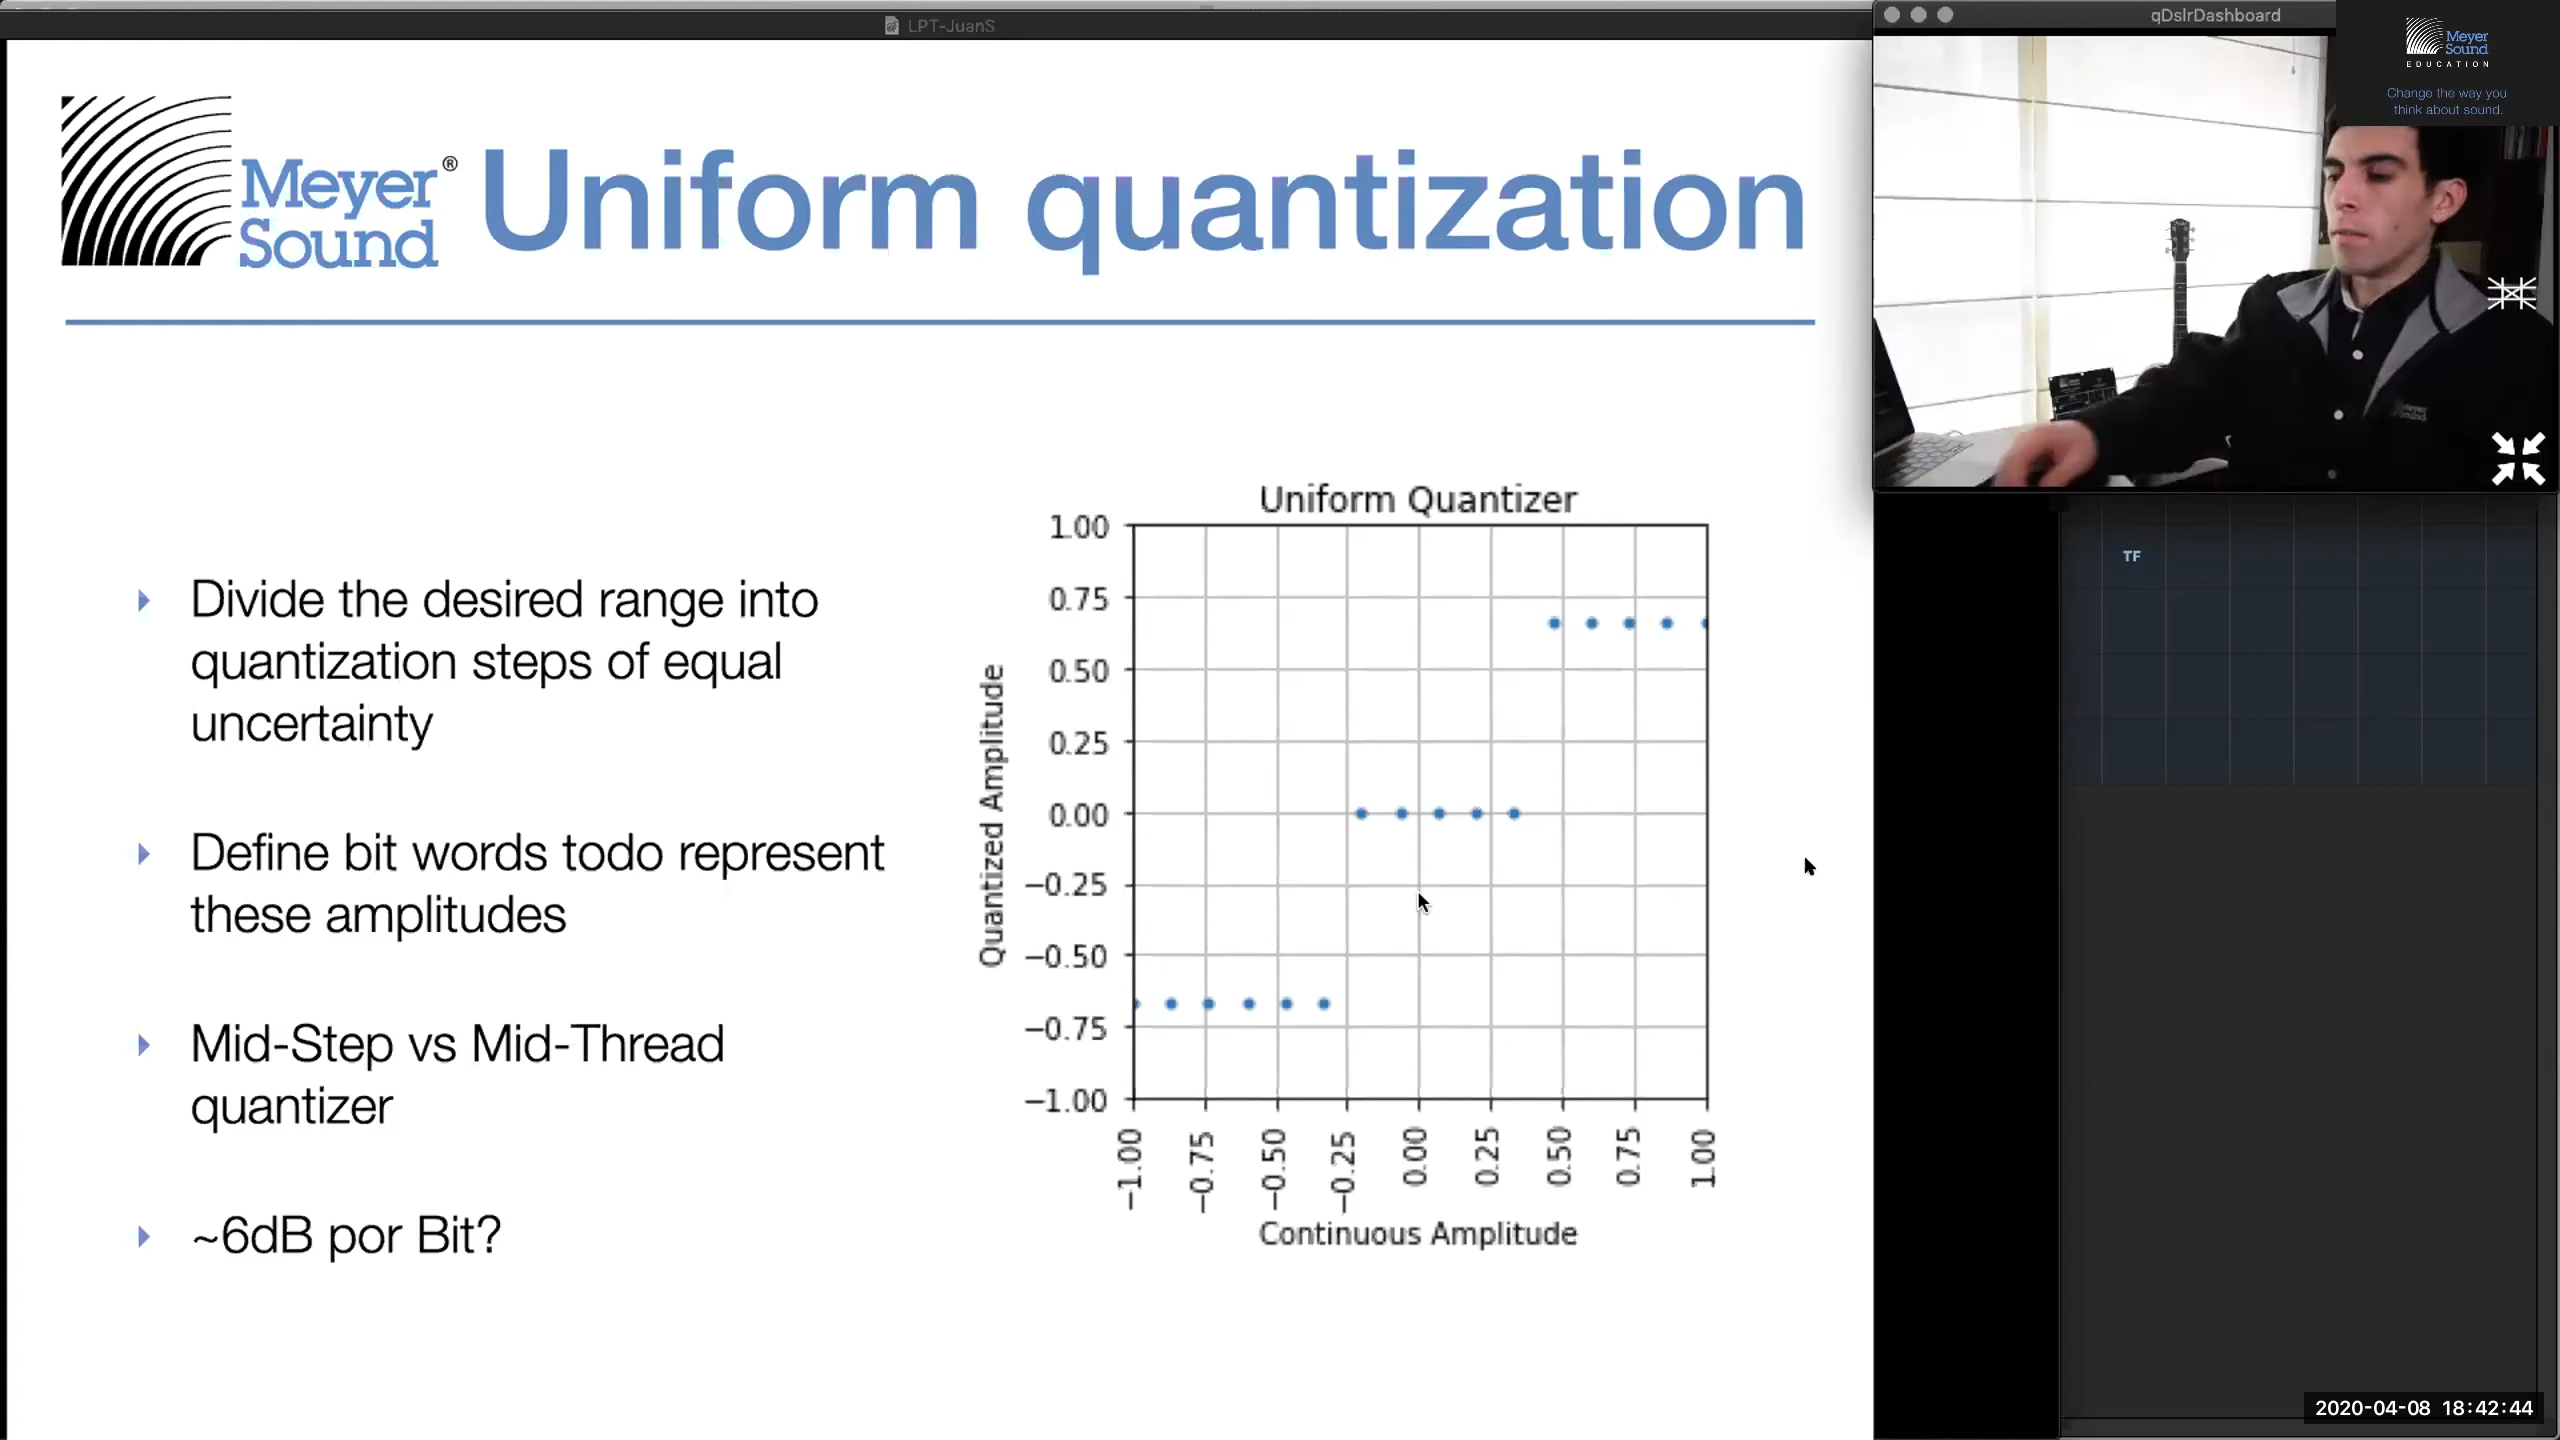 LPT-JuanS
qDslrDashboard
Meyer
Sound
EDUCATION
Change the way you
think about sound.
Meyer®
Sound
Uniform quantization
Divide the desired range into
quantization steps of equal
uncertainty
Define bit words todo represent
these amplitudes
Mid-Step vs Mid-Thread
quantizer
~6dB por Bit?
Uniform Quantizer
1.00
0.75
0.50
0.25
0.00
−0.25
−0.50
−0.75
−1.00
Quantized Amplitude
−1.00 −0.75 −0.50 −0.25 0.00 0.25 0.50 0.75 1.00
Continuous Amplitude
TF
Meyer
Sound
2020-04-08 18:42:44